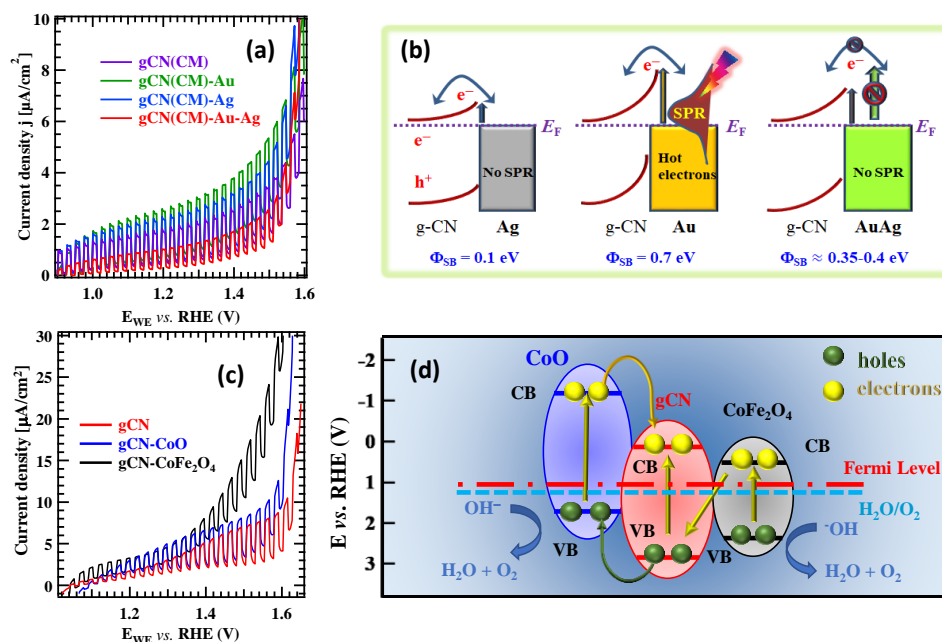 (a)
gCN(CM)
gCN(CM)-Au
gCN(CM)-Ag
gCN(CM)-Au-Ag
Current density j [µA/cm²]
10
8
6
4
2
0
1.0 1.2 1.4 1.6
E_WE vs. RHE (V)
(b)
e⁻
e⁻
SPR
e⁻
E_F
E_F
e⁻
h⁺
No SPR
Hot
electrons
No SPR
g-CN Ag
g-CN Au
g-CN AuAg
Φ_SB = 0.1 eV
Φ_SB = 0.7 eV
Φ_SB ≈ 0.35-0.4 eV
(c)
gCN
gCN-CoO
gCN-CoFe₂O₄
Current density [µA/cm²]
30
25
20
15
10
5
0
1.2 1.4 1.6
E_WE vs. RHE (V)
(d)
E vs. RHE (V)
-2
-1
0
1
2
3
CoO
holes
electrons
gCN
CB
CoFe₂O₄
CB
CB
Fermi Level
H₂O/O₂
OH⁻
⁻OH
VB
VB
VB
H₂O + O₂
H₂O + O₂